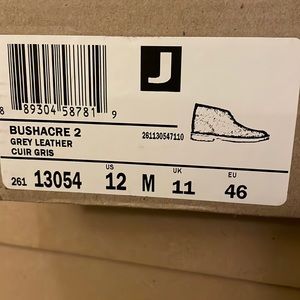 J
8 89304 58781 9
BUSHACRE 2
GREY LEATHER
CUIR GRIS
261130547110
US UK EU
261 13054 12 M 11 46